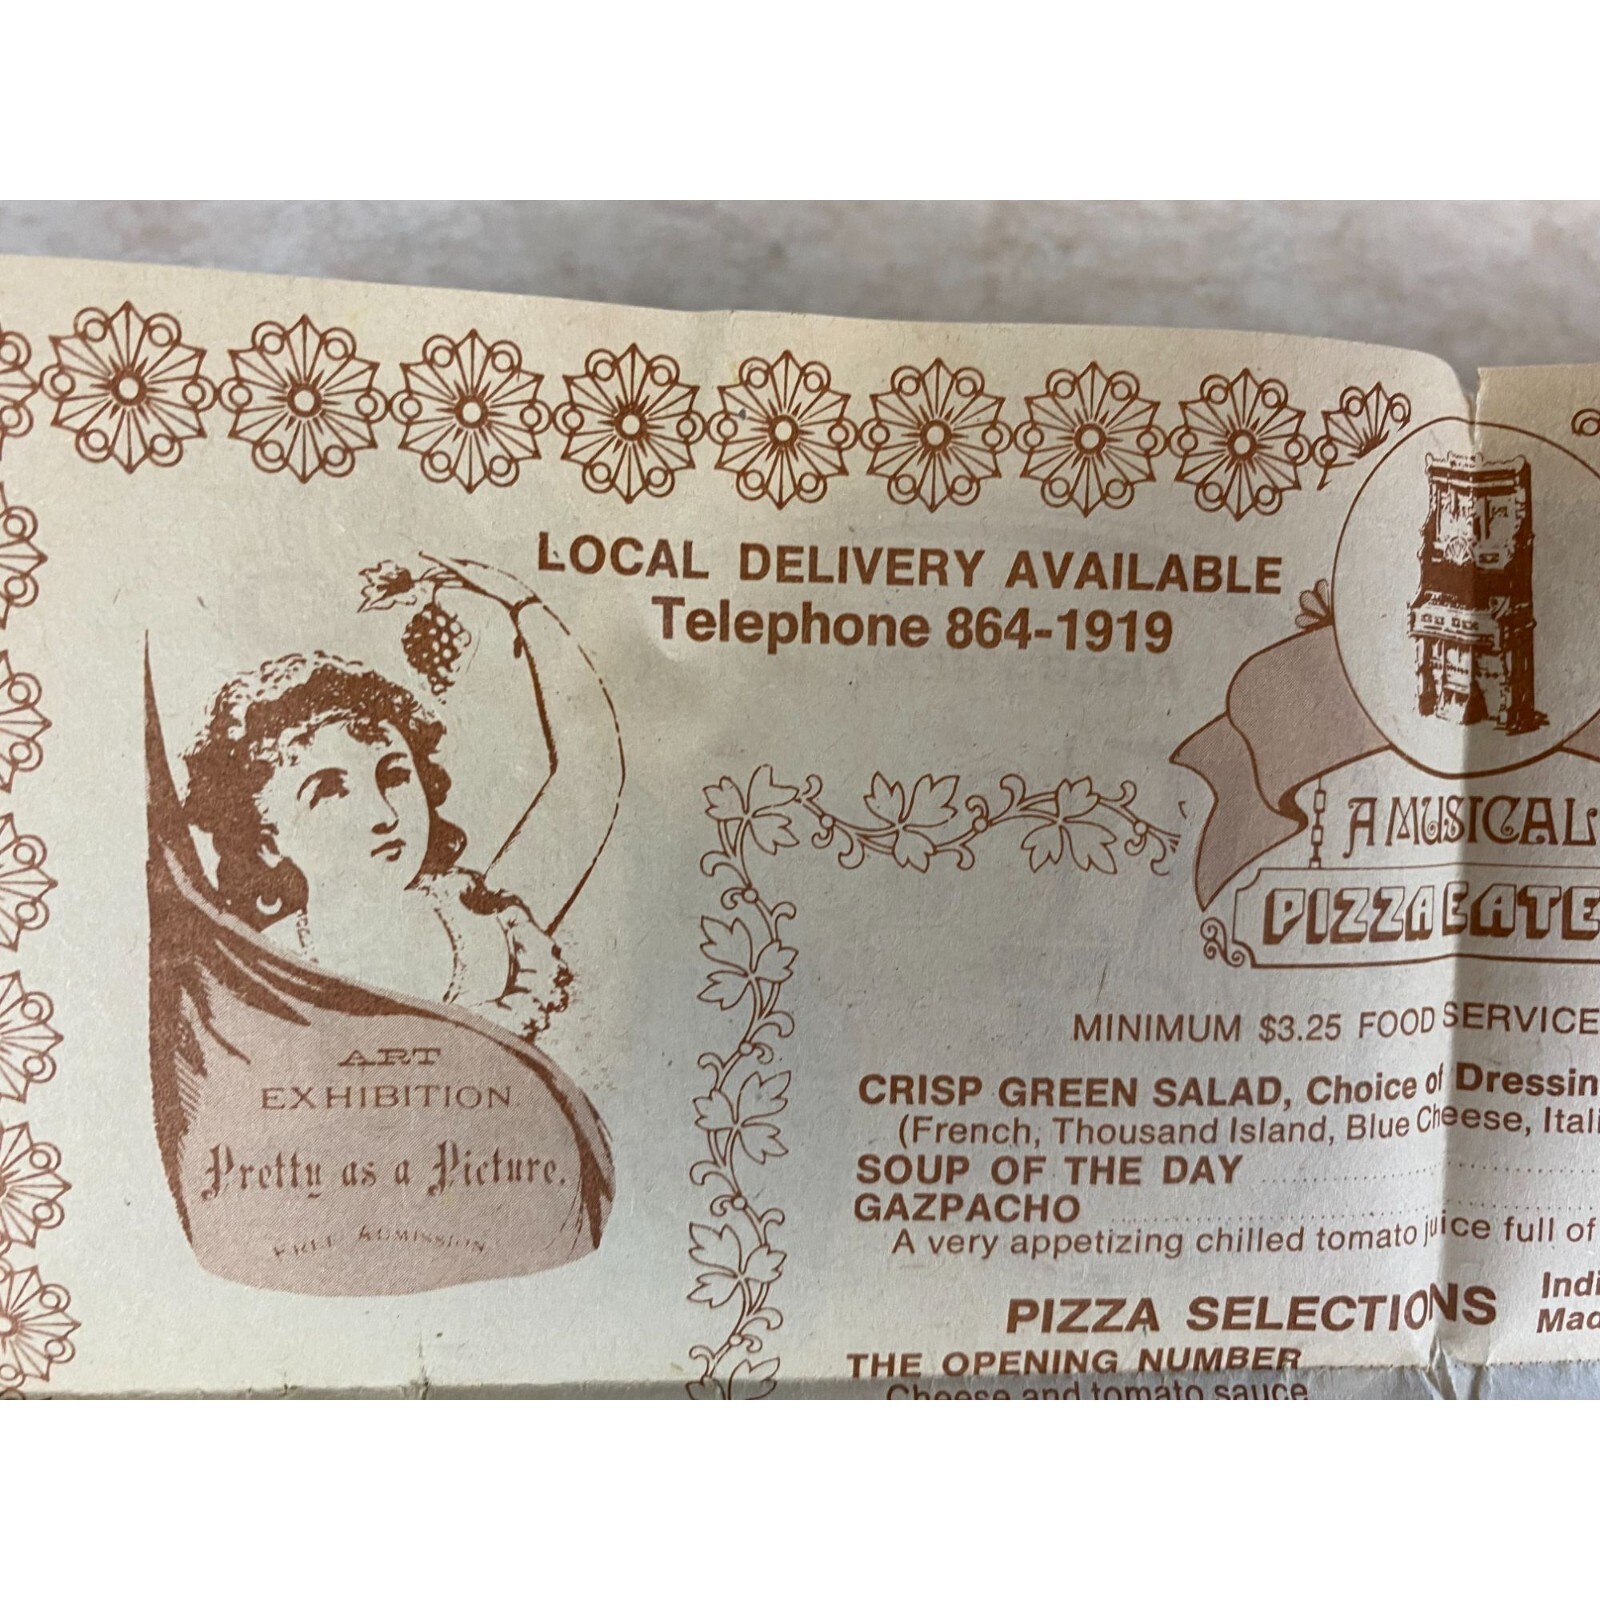 LOCAL DELIVERY AVAILABLE
Telephone 864-1919
A MUSICAL
PIZZA EATE
ART
EXHIBITION.
Pretty as a Picture.
FREE ADMISSION
MINIMUM $3.25 FOOD SERVICE
CRISP GREEN SALAD, Choice of Dressin
(French, Thousand Island, Blue Cheese, Itali
SOUP OF THE DAY
GAZPACHO
A very appetizing chilled tomato juice full of
PIZZA SELECTIONS
Indi
Mad
THE OPENING NUMBER
Cheese and tomato sauce